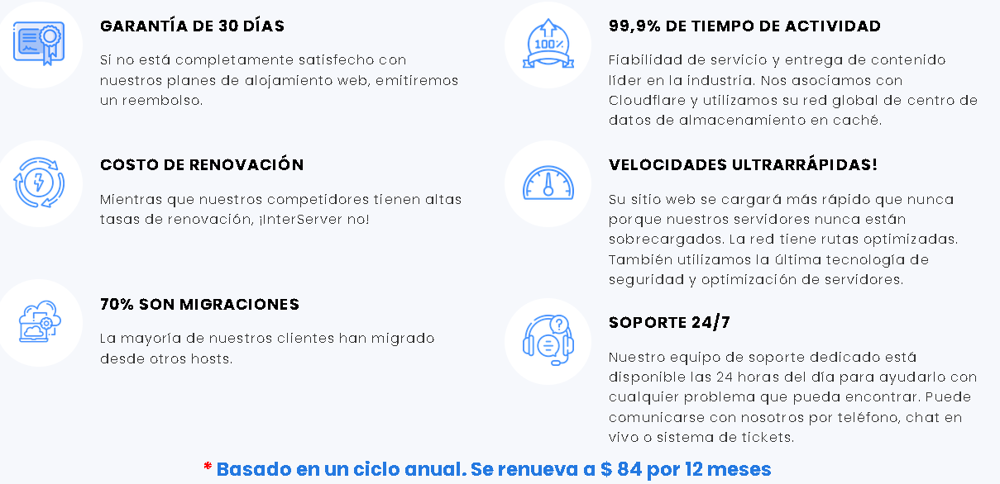 GARANTÍA DE 30 DÍAS
Si no está completamente satisfecho con
nuestros planes de alojamiento web, emitiremos
un reembolso.
COSTO DE RENOVACIÓN
Mientras que nuestros competidores tienen altas
tasas de renovación, ¡InterServer no!
70% SON MIGRACIONES
La mayoría de nuestros clientes han migrado
desde otros hosts.
100%
99,9% DE TIEMPO DE ACTIVIDAD
Fiabilidad de servicio y entrega de contenido
líder en la industria. Nos asociamos con
Cloudflare y utilizamos su red global de centro de
datos de almacenamiento en caché.
VELOCIDADES ULTRARRÁPIDAS!
Su sitio web se cargará más rápido que nunca
porque nuestros servidores nunca están
sobrecargados. La red tiene rutas optimizadas.
También utilizamos la última tecnología de
seguridad y optimización de servidores.
?
SOPORTE 24/7
Nuestro equipo de soporte dedicado está
disponible las 24 horas del día para ayudarlo con
cualquier problema que pueda encontrar. Puede
comunicarse con nosotros por teléfono, chat en
vivo o sistema de tickets.
* Basado en un ciclo anual. Se renueva a $ 84 por 12 meses